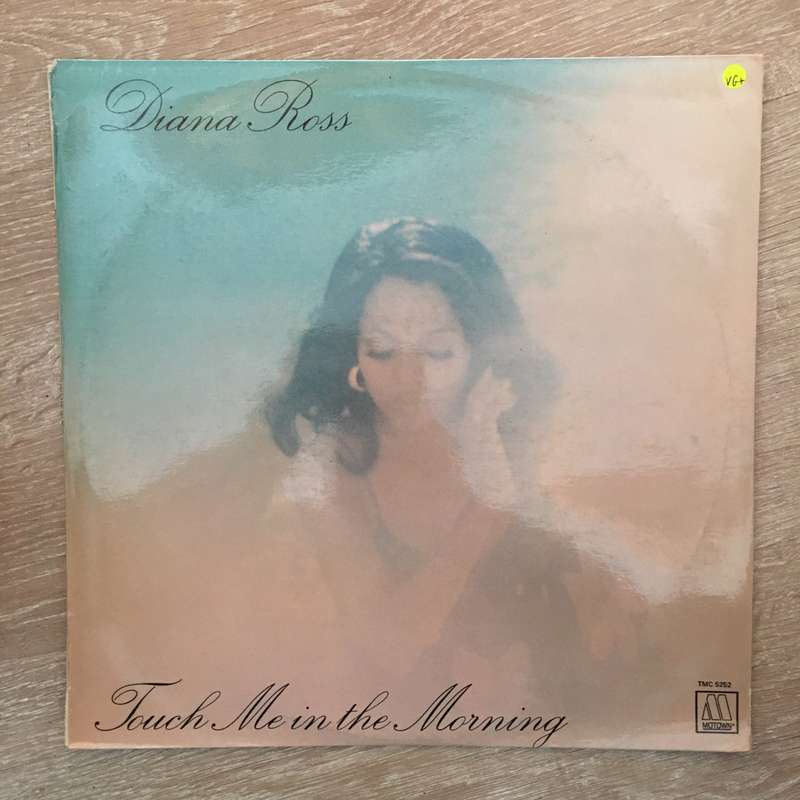 Diana Ross
VG+
Touch Me in the Morning
TMC 5252
MOTOWN®